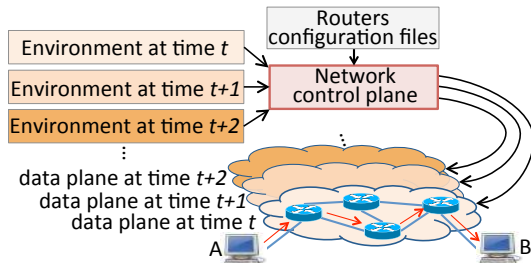 Routers
configuration files
Environment at time t
Environment at time t+1
Network
control plane
Environment at time t+2
⋮
...
data plane at time t+2
data plane at time t+1
data plane at time t
A
B